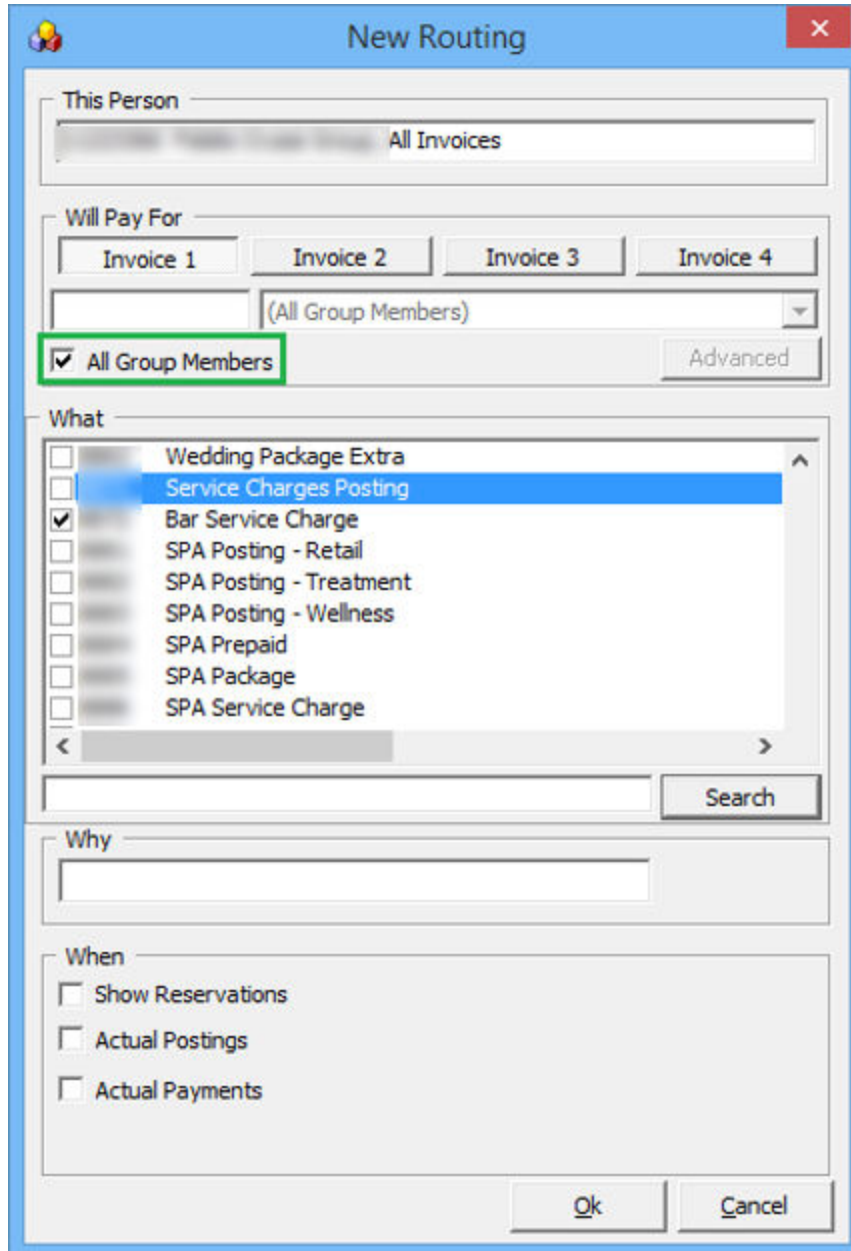 New Routing
This Person
All Invoices
Will Pay For
Invoice 1 Invoice 2 Invoice 3 Invoice 4
(All Group Members)
All Group Members Advanced
What
Wedding Package Extra
Service Charges Posting
Bar Service Charge
SPA Posting - Retail
SPA Posting - Treatment
SPA Posting - Wellness
SPA Prepaid
SPA Package
SPA Service Charge
Search
Why
When
Show Reservations
Actual Postings
Actual Payments
Ok Cancel